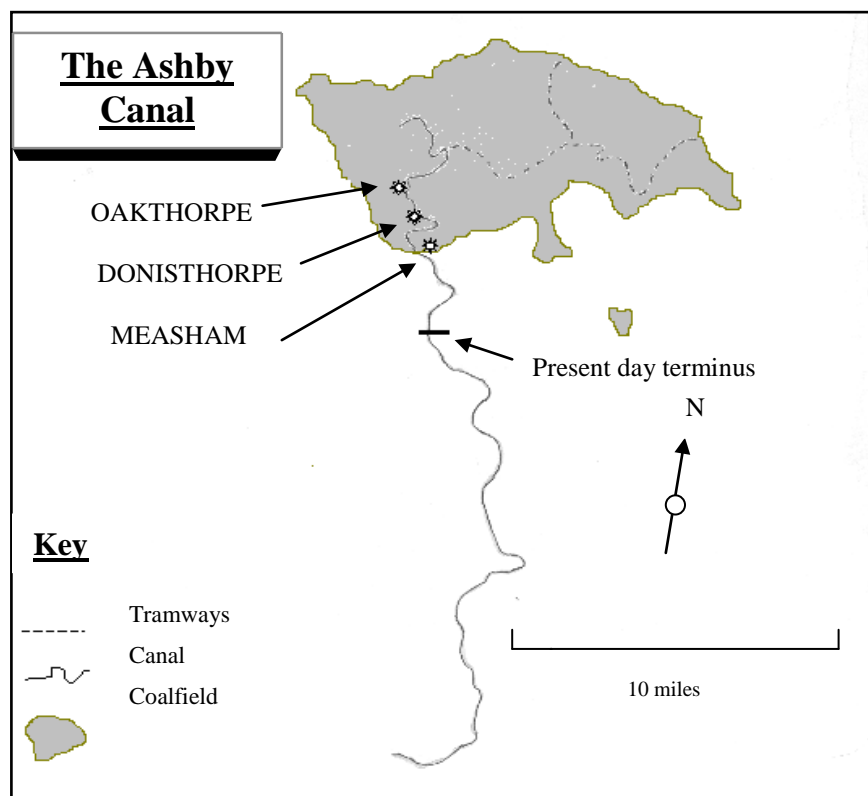 The Ashby
Canal
OAKTHORPE
DONISTHORPE
MEASHAM
Present day terminus
N
Key
Tramways
Canal
Coalfield
10 miles